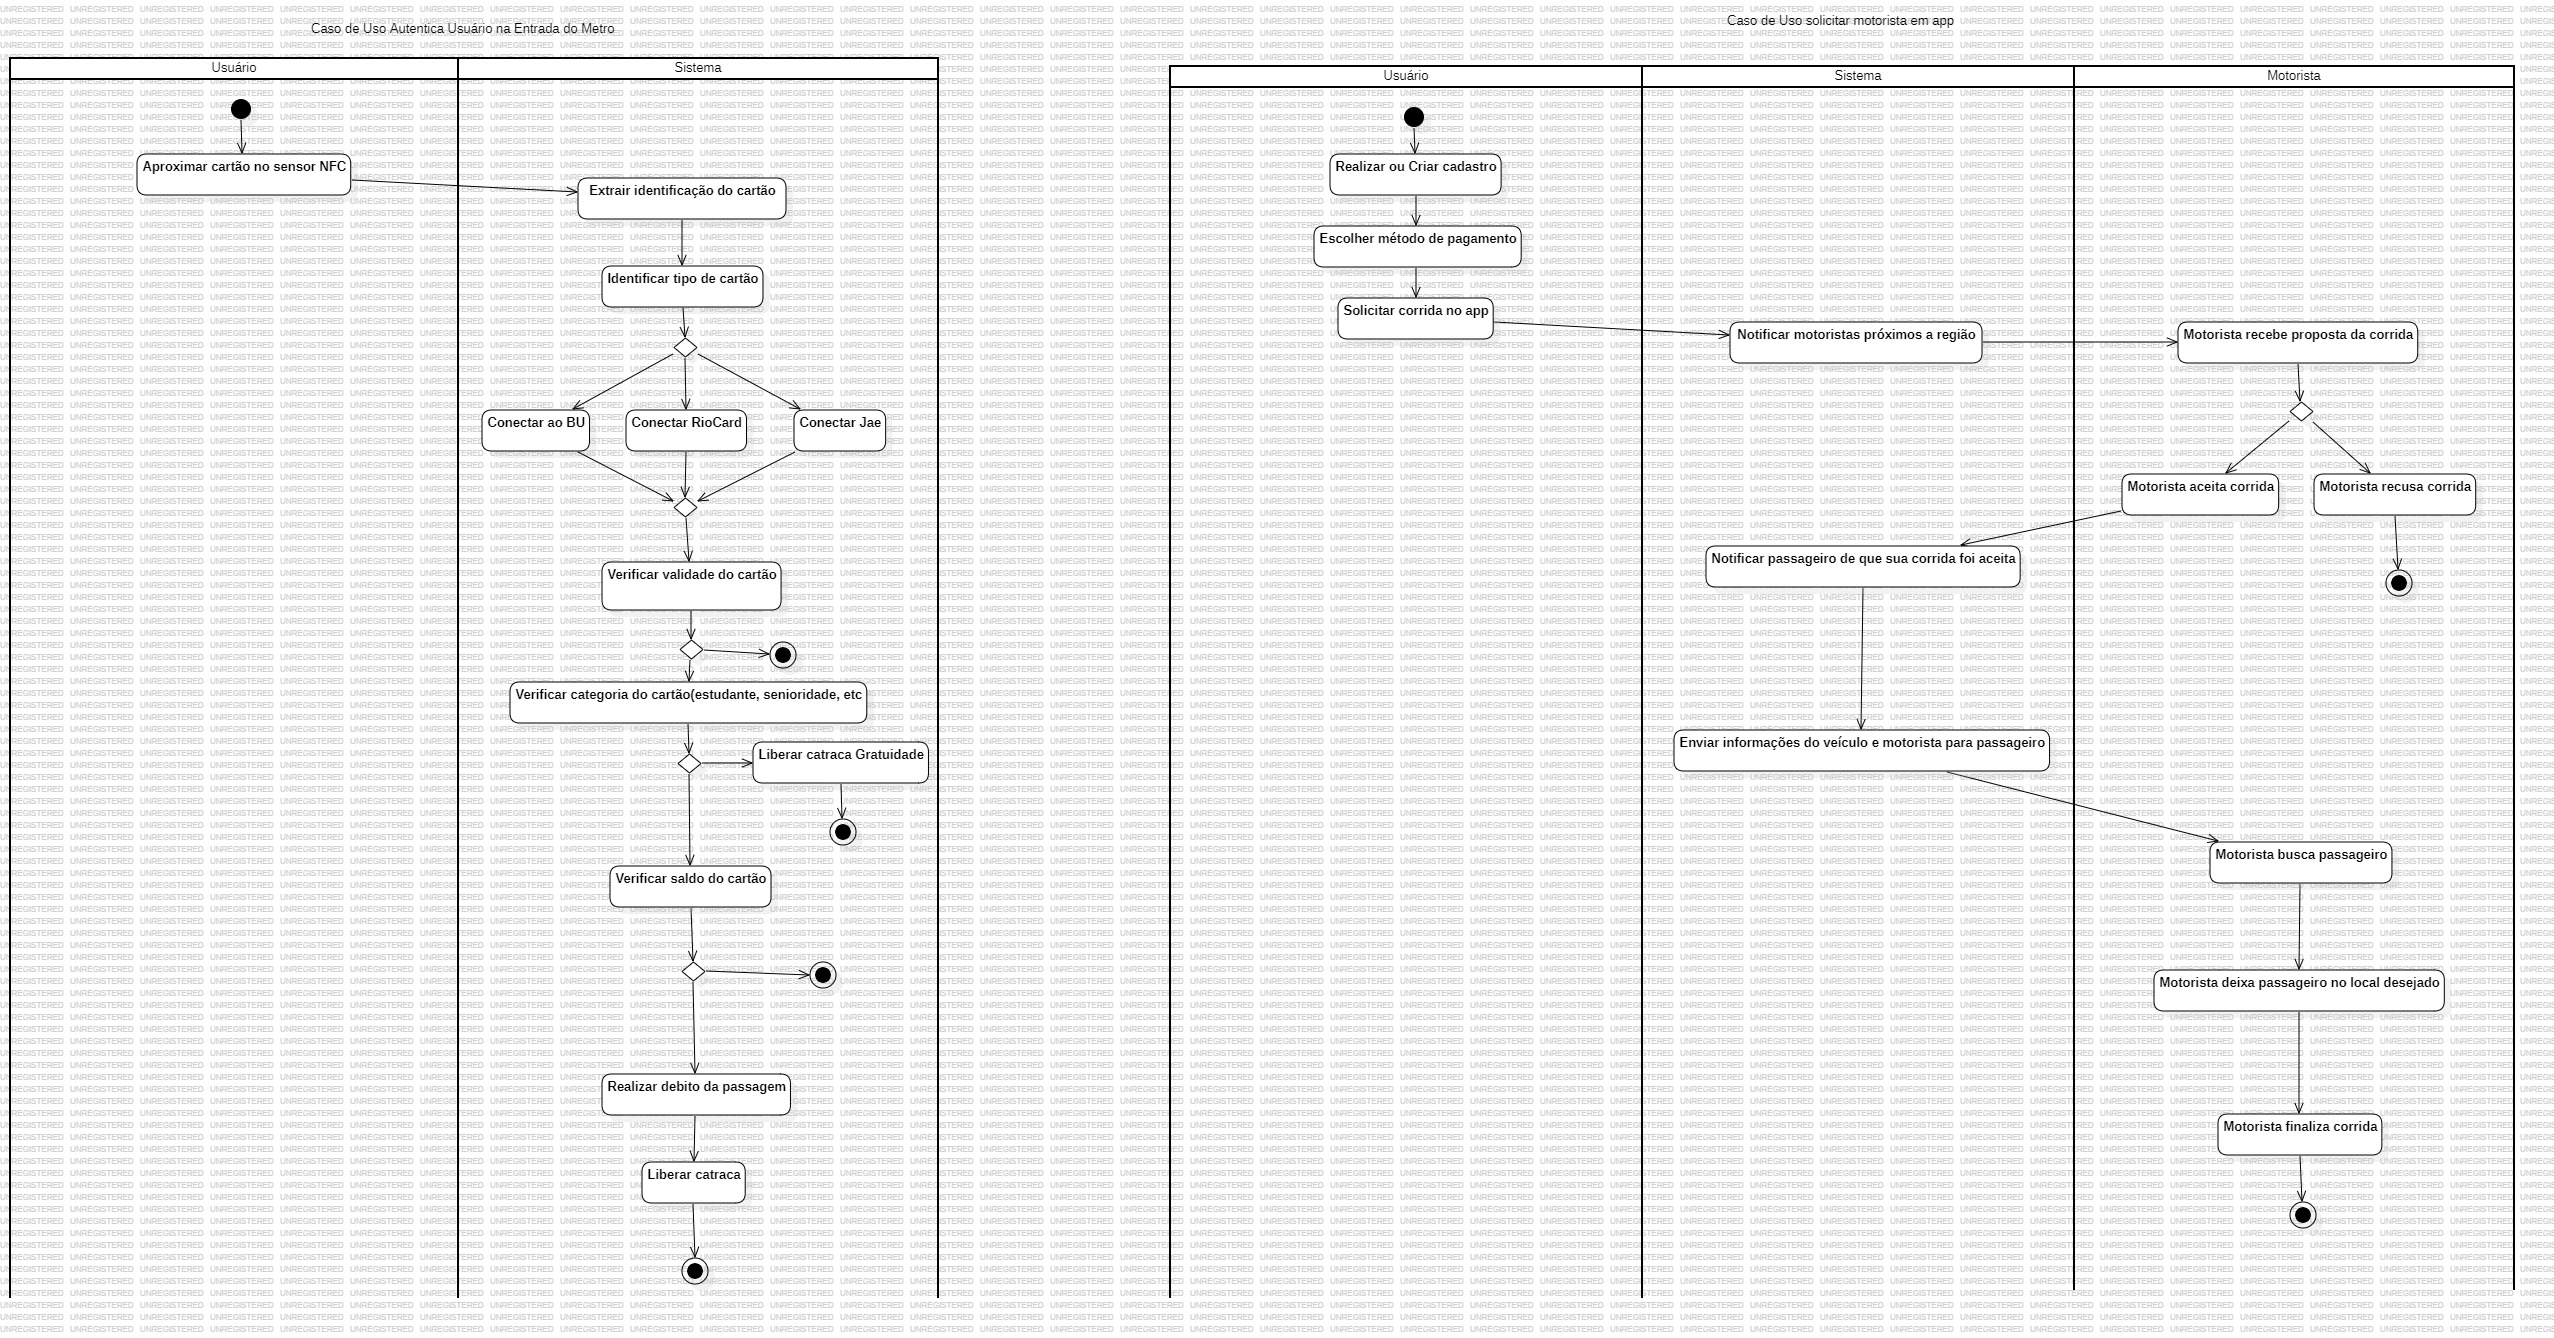 Caso de Uso Autentica Usuário na Entrada do Metro
Usuário
Sistema
Aproximar cartão no sensor NFC
Extrair identificação do cartão
Identificar tipo de cartão
Conectar ao BU
Conectar RioCard
Conectar Jae
Verificar validade do cartão
Verificar categoria do cartão(estudante, senioridade, etc
Liberar catraca Gratuidade
Verificar saldo do cartão
Realizar debito da passagem
Liberar catraca
Caso de Uso solicitar motorista em app
Usuário
Sistema
Motorista
Realizar ou Criar cadastro
Escolher método de pagamento
Solicitar corrida no app
Notificar motoristas próximos a região
Motorista recebe proposta da corrida
Motorista aceita corrida
Motorista recusa corrida
Notificar passageiro de que sua corrida foi aceita
Enviar informações do veículo e motorista para passageiro
Motorista busca passageiro
Motorista deixa passageiro no local desejado
Motorista finaliza corrida
UNREGISTERED